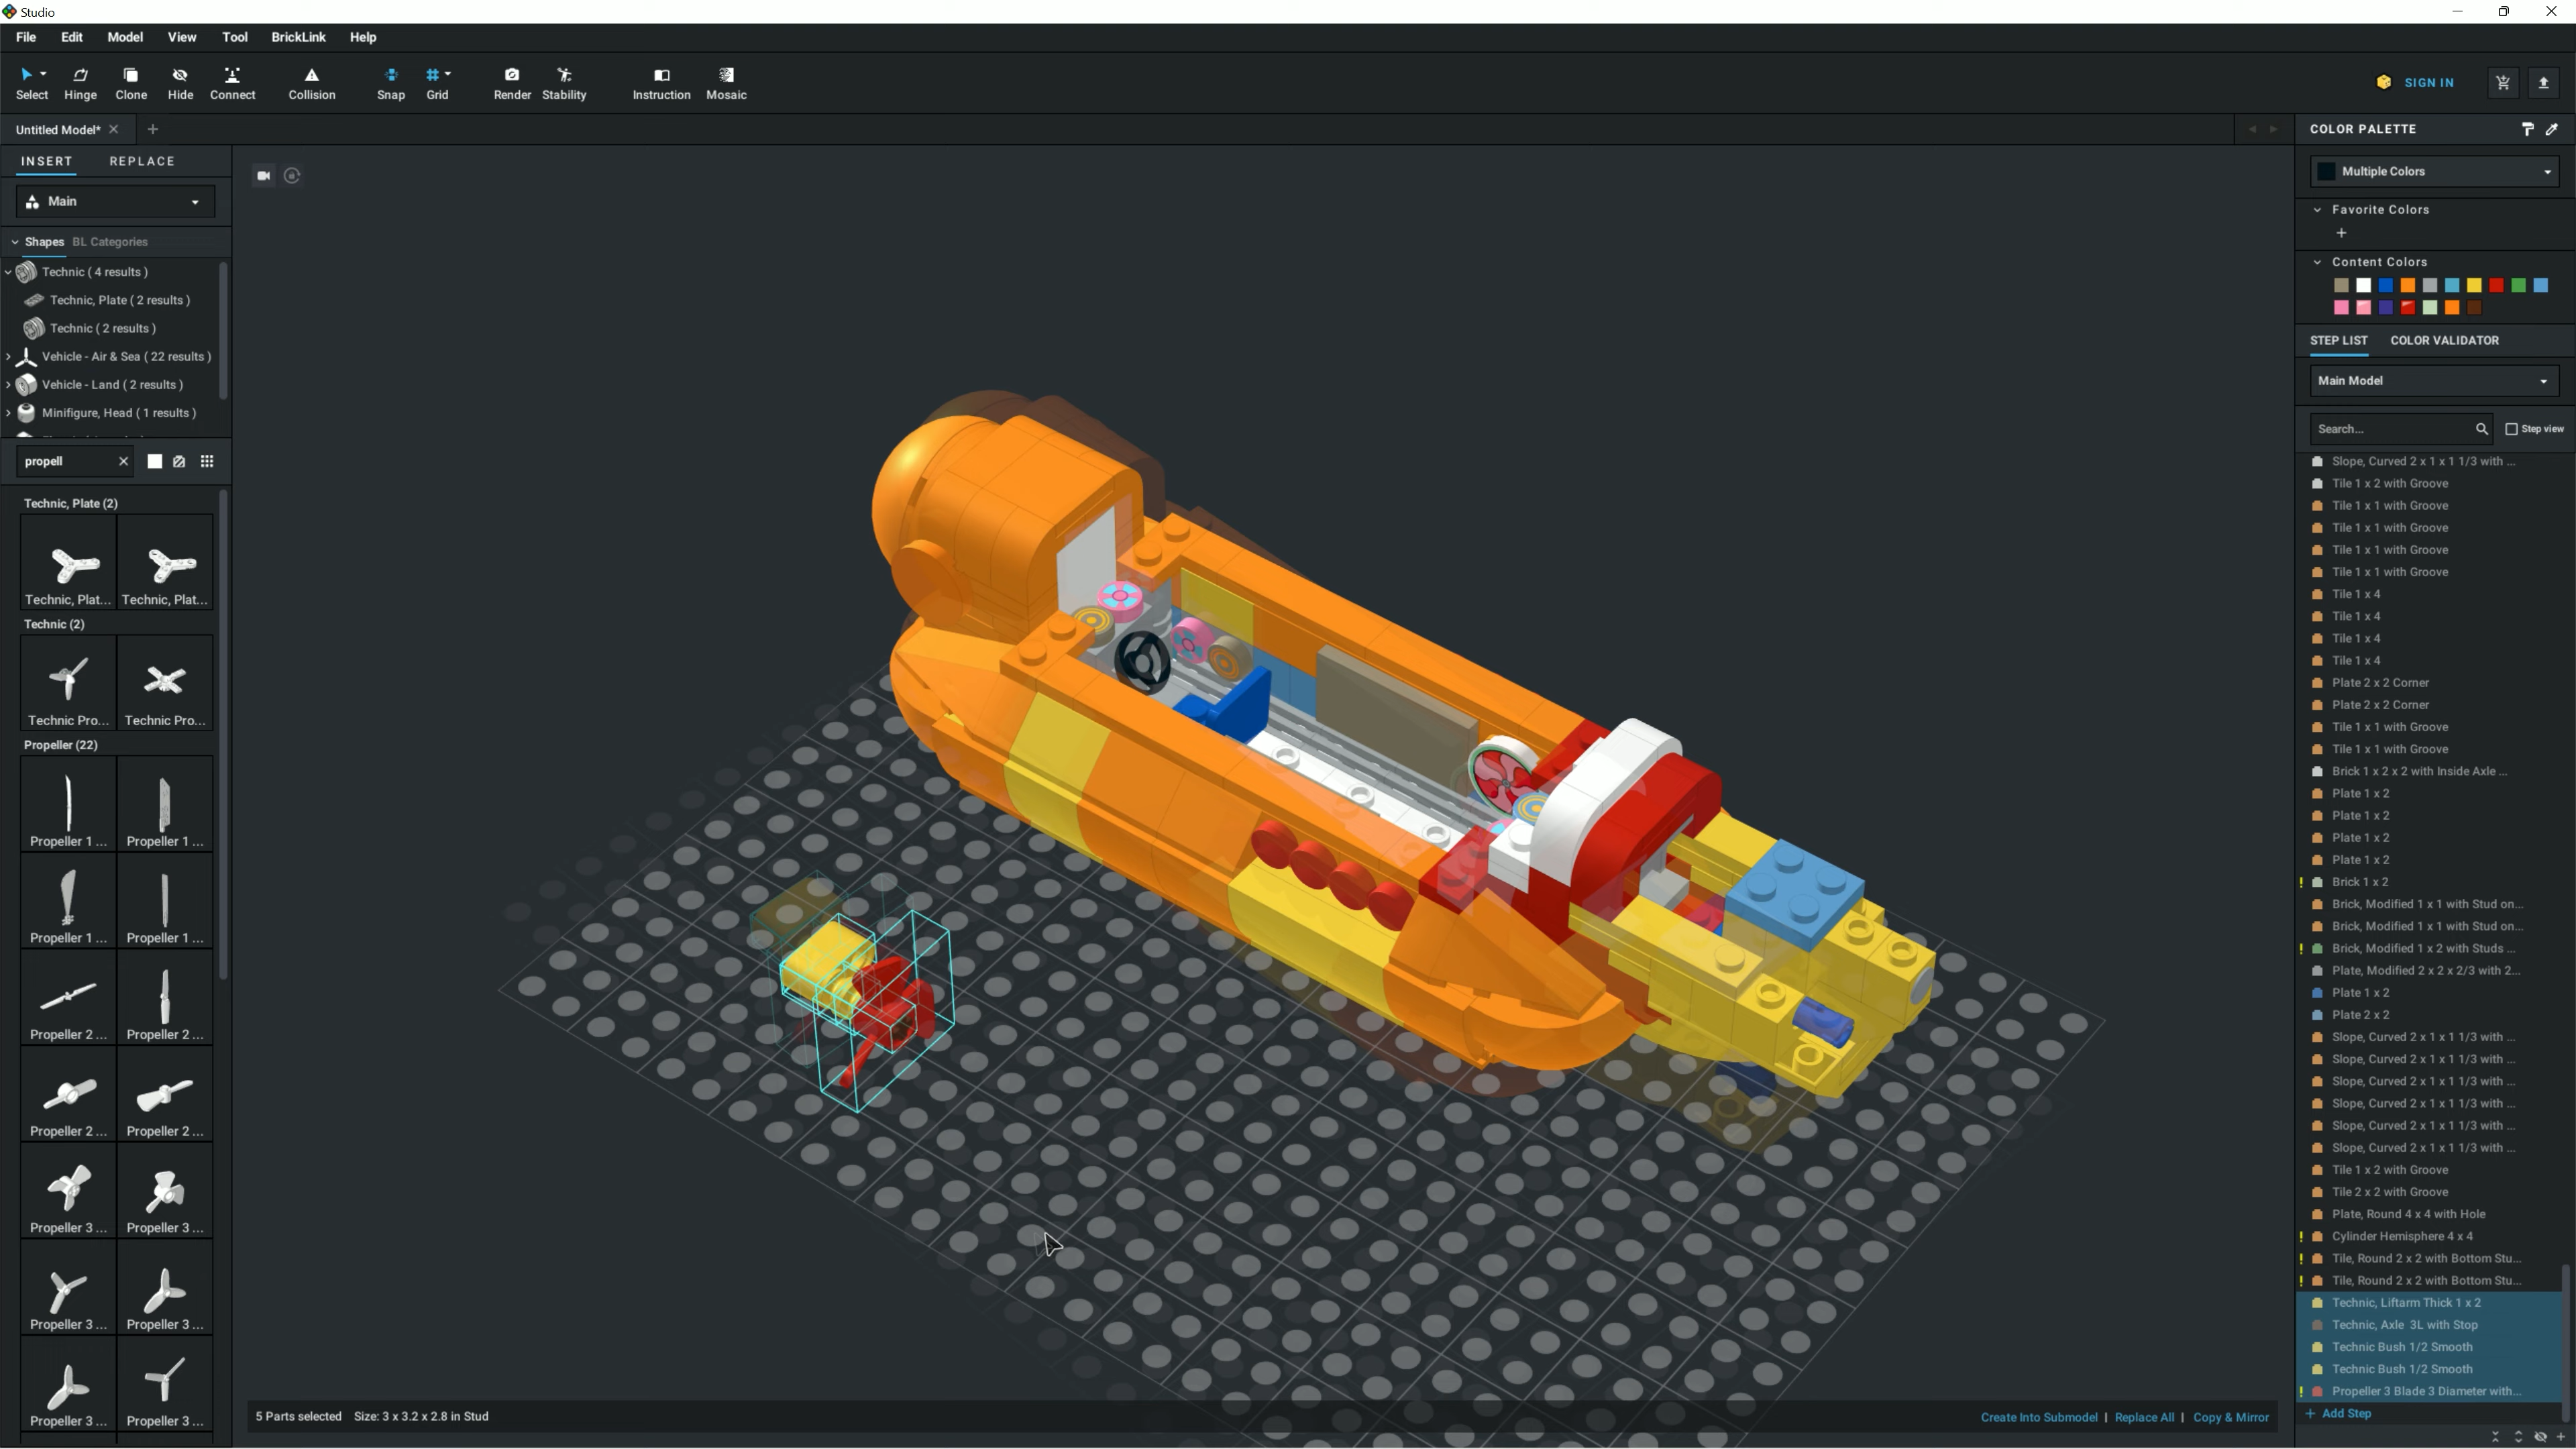 Studio
File Edit Model View Tool BrickLink Help
Select Hinge Clone Hide Connect Collision Snap Grid Render Stability Instruction Mosaic SIGN IN
Untitled Model*
INSERT REPLACE
Main
Shapes BL Categories
Technic ( 4 results )
Technic, Plate ( 2 results )
Technic ( 2 results )
Vehicle - Air & Sea ( 22 results )
Vehicle - Land ( 2 results )
Minifigure, Head ( 1 results )
propell
Technic, Plate (2)
Technic, Plat... Technic, Plat...
Technic (2)
Technic Pro... Technic Pro...
Propeller (22)
Propeller 1 ... Propeller 1 ...
Propeller 1 ... Propeller 1 ...
Propeller 2 ... Propeller 2 ...
Propeller 2 ... Propeller 2 ...
Propeller 3 ... Propeller 3 ...
Propeller 3 ... Propeller 3 ...
Propeller 3 ... Propeller 3 ...
5 Parts selected Size: 3 x 3.2 x 2.8 in Stud
Create Into Submodel | Replace All | Copy & Mirror
COLOR PALETTE
Multiple Colors
Favorite Colors
Content Colors
STEP LIST COLOR VALIDATOR
Main Model
Search... Step view
Slope, Curved 2 x 1 x 1 1/3 with ...
Tile 1 x 2 with Groove
Tile 1 x 1 with Groove
Tile 1 x 1 with Groove
Tile 1 x 1 with Groove
Tile 1 x 1 with Groove
Tile 1 x 4
Tile 1 x 4
Tile 1 x 4
Tile 1 x 4
Plate 2 x 2 Corner
Plate 2 x 2 Corner
Tile 1 x 1 with Groove
Tile 1 x 1 with Groove
Brick 1 x 2 x 2 with Inside Axle ...
Plate 1 x 2
Plate 1 x 2
Plate 1 x 2
Plate 1 x 2
! Brick 1 x 2
Brick, Modified 1 x 1 with Stud on...
Brick, Modified 1 x 1 with Stud on...
! Brick, Modified 1 x 2 with Studs ...
Plate, Modified 2 x 2 x 2/3 with 2...
Plate 1 x 2
Plate 2 x 2
Slope, Curved 2 x 1 x 1 1/3 with ...
Slope, Curved 2 x 1 x 1 1/3 with ...
Slope, Curved 2 x 1 x 1 1/3 with ...
Slope, Curved 2 x 1 x 1 1/3 with ...
Slope, Curved 2 x 1 x 1 1/3 with ...
Slope, Curved 2 x 1 x 1 1/3 with ...
Tile 1 x 2 with Groove
Tile 2 x 2 with Groove
Plate, Round 4 x 4 with Hole
! Cylinder Hemisphere 4 x 4
! Tile, Round 2 x 2 with Bottom Stu...
! Tile, Round 2 x 2 with Bottom Stu...
Technic, Liftarm Thick 1 x 2
Technic, Axle 3L with Stop
Technic Bush 1/2 Smooth
Technic Bush 1/2 Smooth
! Propeller 3 Blade 3 Diameter with...
+ Add Step